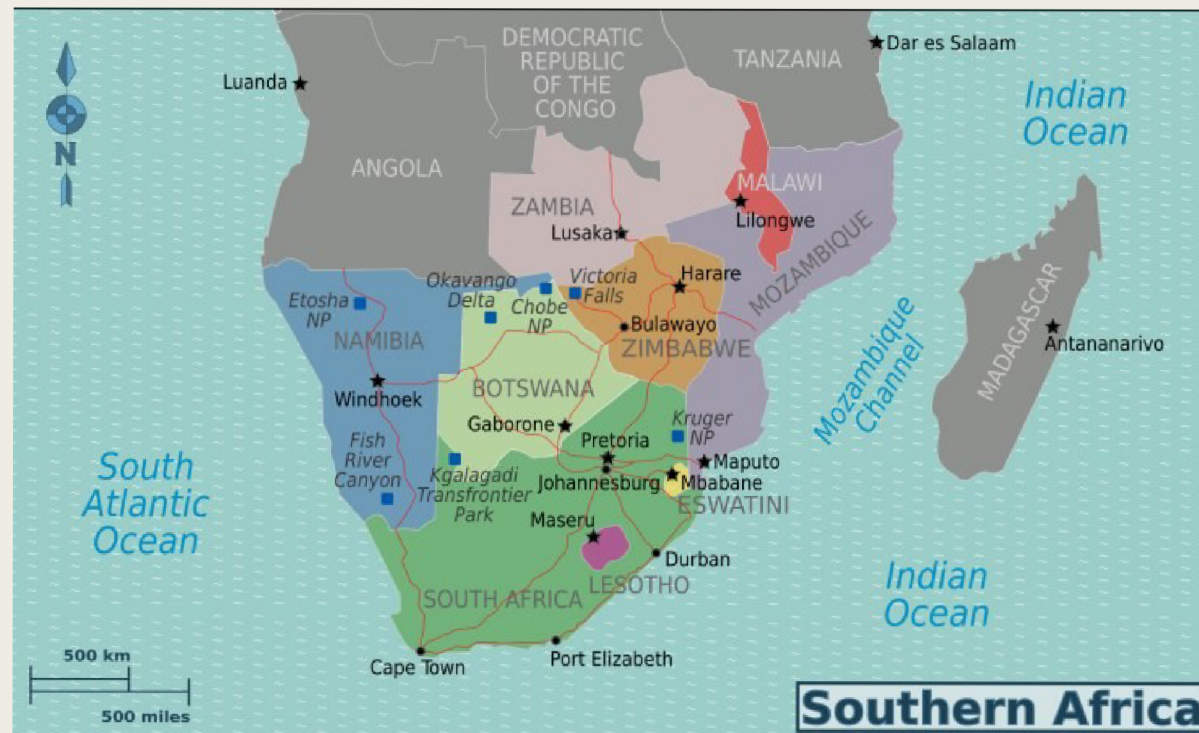 DEMOCRATIC
REPUBLIC
OF THE
CONGO
TANZANIA
Dar es Salaam
Luanda
Indian
Ocean
N
ANGOLA
MALAWI
ZAMBIA
Lilongwe
Lusaka
MOZAMBIQUE
Etosha
NP
Okavango
Delta
Chobe
NP
Victoria
Falls
Harare
NAMIBIA
Bulawayo
ZIMBABWE
Mozambique
Channel
MADAGASCAR
Antananarivo
Windhoek
BOTSWANA
Gaborone
Kruger
NP
Pretoria
Fish
River
Canyon
Kgalagadi
Transfrontier
Park
Johannesburg
Maputo
Mbabane
ESWATINI
South
Atlantic
Ocean
Maseru
Durban
LESOTHO
SOUTH AFRICA
Indian
Ocean
Cape Town
Port Elizabeth
500 km
500 miles
Southern Africa